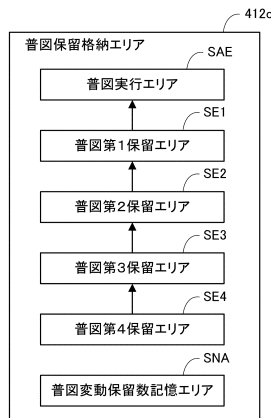 412c
普図保留格納エリア
SAE
普図実行エリア
SE1
普図第1保留エリア
SE2
普図第2保留エリア
SE3
普図第3保留エリア
SE4
普図第4保留エリア
SNA
普図変動保留数記憶エリア